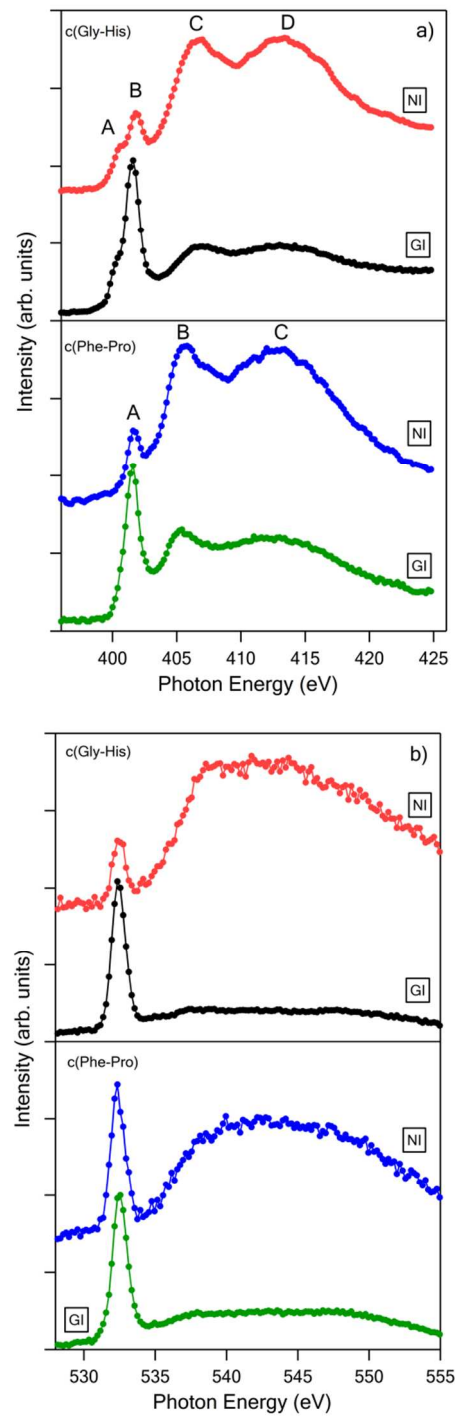 c(Gly-His)
C
D
a)
B
A
NI
GI
c(Phe-Pro)
B
C
A
NI
GI
Intensity (arb. units)
400
405
410
415
420
425
Photon Energy (eV)
c(Gly-His)
b)
NI
GI
c(Phe-Pro)
NI
GI
Intensity (arb. units)
530
535
540
545
550
555
Photon Energy (eV)